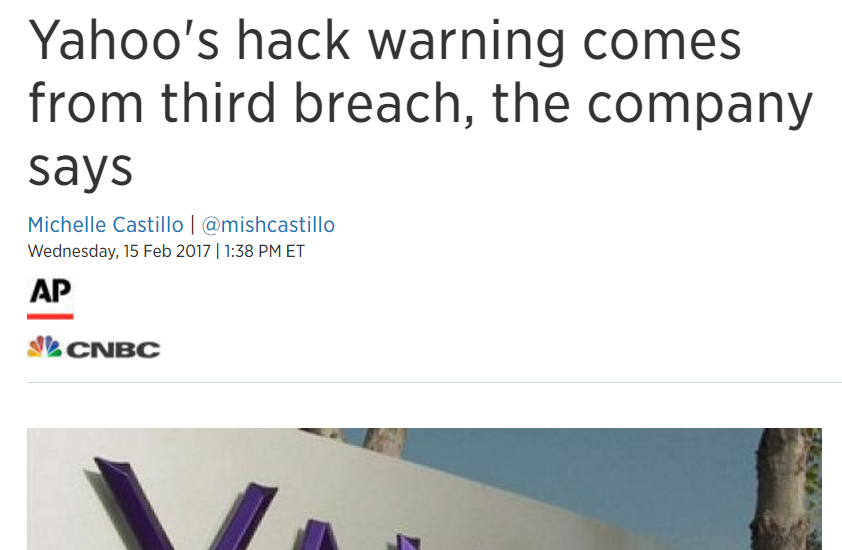 Yahoo's hack warning comes
from third breach, the company
says
Michelle Castillo | @mishcastillo
Wednesday, 15 Feb 2017 | 1:38 PM ET
AP
CNBC